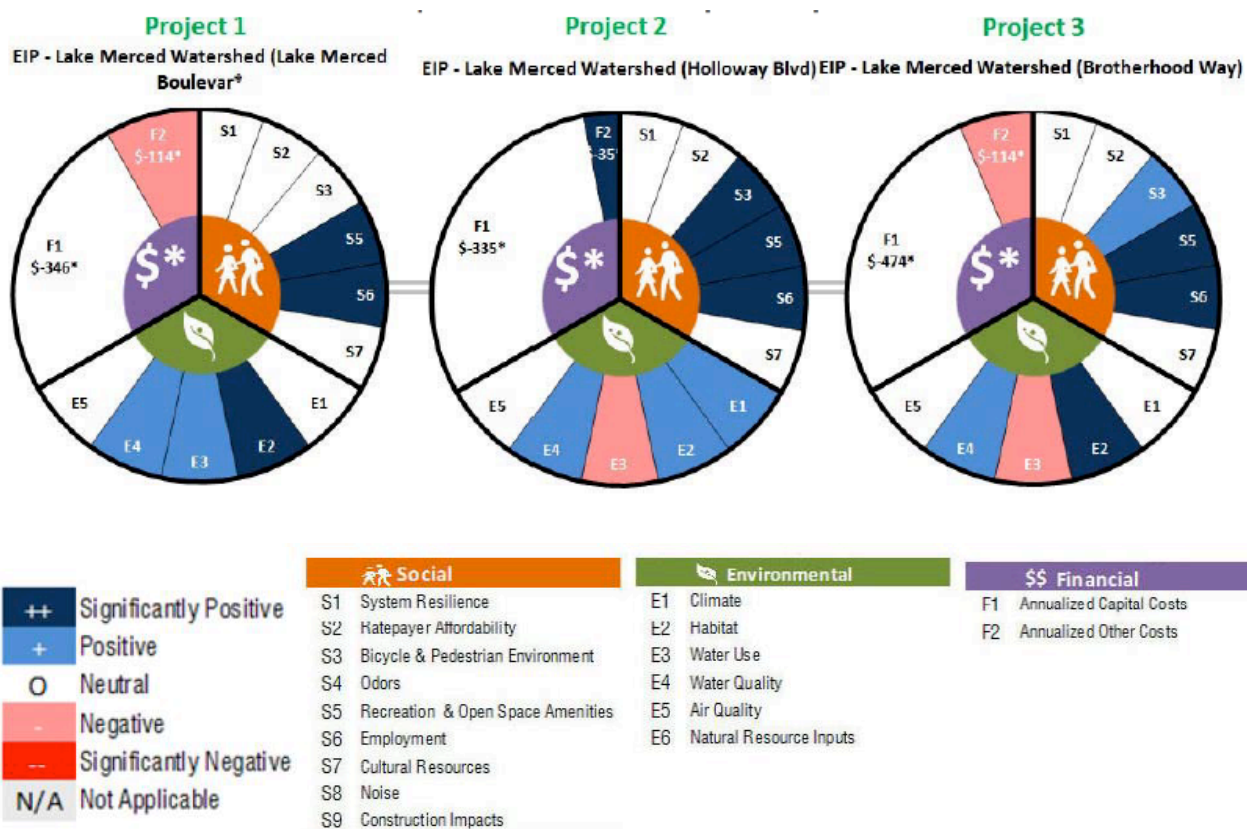 Project 1
EIP - Lake Merced Watershed (Lake Merced
Boulevar*
F2
$-114*
S1
S2
S3
S5
S6
S7
F1
$-346*
$*
E5
E4
E3
E2
E1
Project 2
EIP - Lake Merced Watershed (Holloway Blvd)
F2
$-35*
S1
S2
S3
S5
S6
S7
F1
$-335*
$*
E5
E4
E3
E2
E1
Project 3
EIP - Lake Merced Watershed (Brotherhood Way)
F2
$-114*
S1
S2
S3
S5
S6
S7
F1
$-474*
$*
E5
E4
E3
E2
E1
++ Significantly Positive
+ Positive
O Neutral
- Negative
-- Significantly Negative
N/A Not Applicable
Social
S1 System Resilience
S2 Ratepayer Affordability
S3 Bicycle & Pedestrian Environment
S4 Odors
S5 Recreation & Open Space Amenities
S6 Employment
S7 Cultural Resources
S8 Noise
S9 Construction Impacts
Environmental
E1 Climate
E2 Habitat
E3 Water Use
E4 Water Quality
E5 Air Quality
E6 Natural Resource Inputs
$$ Financial
F1 Annualized Capital Costs
F2 Annualized Other Costs